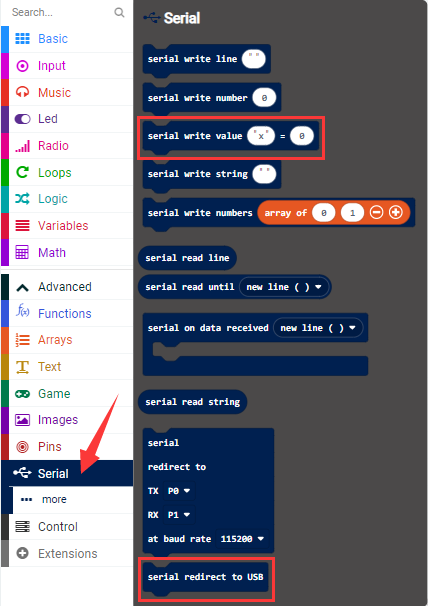 Search...
Basic
Input
Music
Led
Radio
Loops
Logic
Variables
Math
Advanced
Functions
Arrays
Text
Game
Images
Pins
Serial
more
Control
Extensions
Serial
serial write line " "
serial write number 0
serial write value "x" = 0
serial write string " "
serial write numbers array of 0 1
serial read line
serial read until new line ( )
serial on data received new line ( )
serial read string
serial
redirect to
TX P0
RX P1
at baud rate 115200
serial redirect to USB